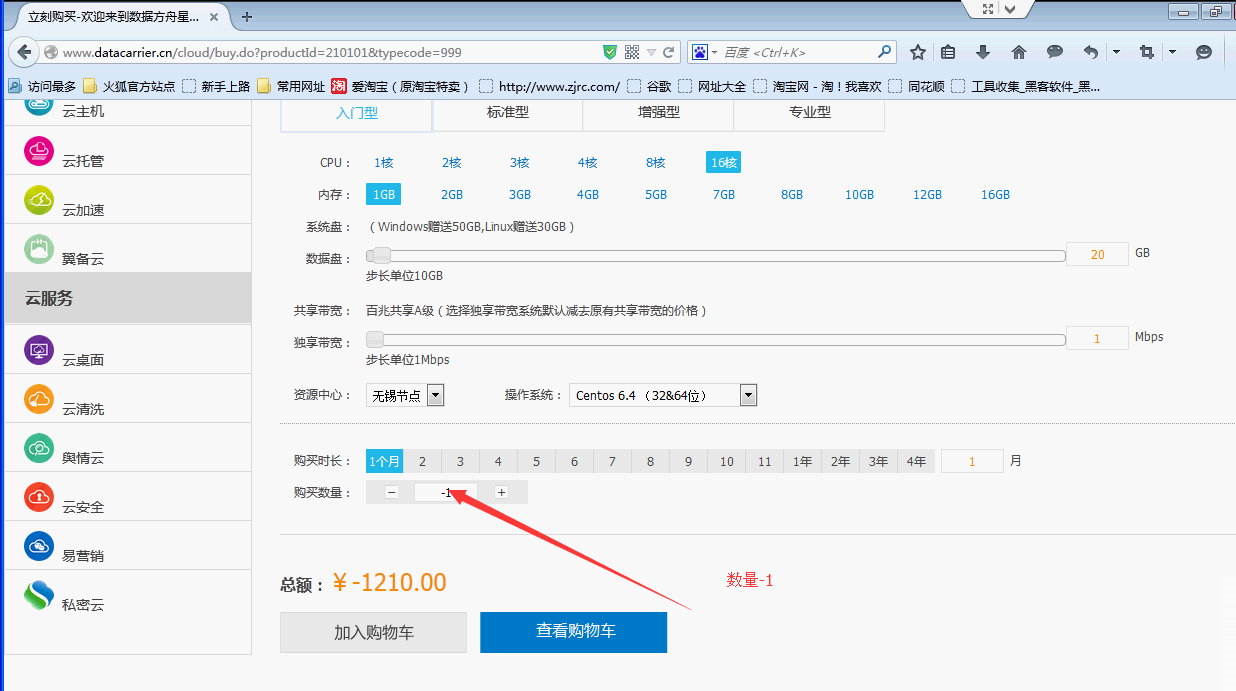 立刻购买-欢迎来到数据方舟星...
www.datacarrier.cn/cloud/buy.do?productId=210101&typecode=999
百度 <Ctrl+K>
访问最多 火狐官方站点 新手上路 常用网址 淘 爱淘宝（原淘宝特卖） http://www.zjrc.com/ 谷歌 网址大全 淘宝网 - 淘！我喜欢 同花顺 工具收集_黑客软件_黑...
云主机
云托管
云加速
翼备云
云服务
云桌面
云清洗
舆情云
云安全
易营销
私密云
入门型 标准型 增强型 专业型
CPU： 1核 2核 3核 4核 8核 16核
内存： 1GB 2GB 3GB 4GB 5GB 7GB 8GB 10GB 12GB 16GB
系统盘： （Windows赠送50GB,Linux赠送30GB）
数据盘： 20 GB
步长单位10GB
共享带宽： 百兆共享A级（选择独享带宽系统默认减去原有共享带宽的价格）
独享带宽： 1 Mbps
步长单位1Mbps
资源中心： 无锡节点 操作系统： Centos 6.4 （32&64位）
购买时长： 1个月 2 3 4 5 6 7 8 9 10 11 1年 2年 3年 4年 1 月
购买数量： − -1 +
总额： ¥ -1210.00
数量-1
加入购物车 查看购物车